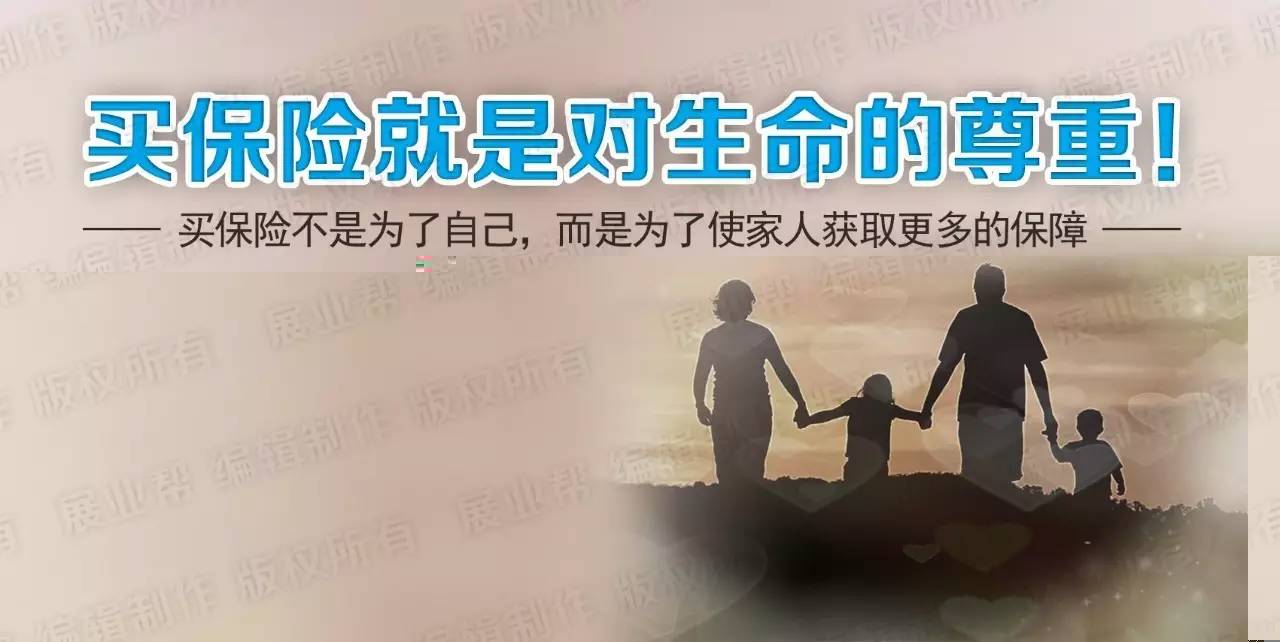 买保险就是对生命的尊重！
—— 买保险不是为了自己，而是为了使家人获取更多的保障 ——
展业帮 编辑制作 版权所有